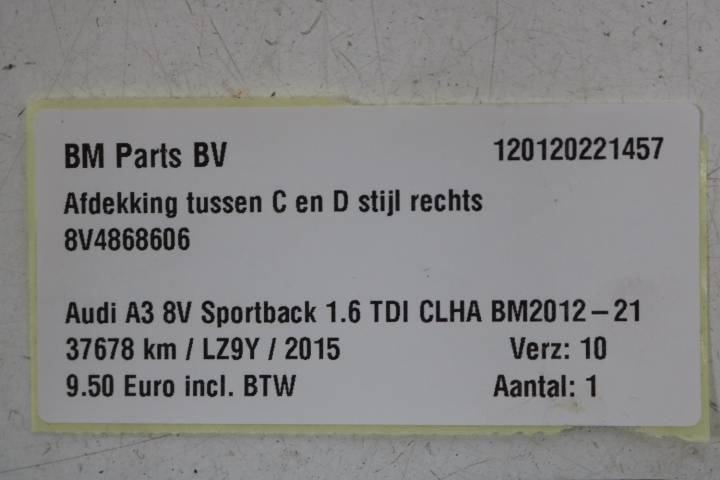 BM Parts BV 120120221457
Afdekking tussen C en D stijl rechts
8V4868606
Audi A3 8V Sportback 1.6 TDI CLHA BM2012-21
37678 km / LZ9Y / 2015 Verz: 10
9.50 Euro incl. BTW Aantal: 1